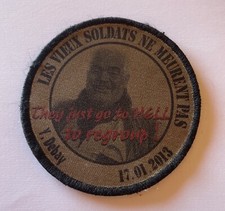 LES VIEUX SOLDATS NE MEURENT PAS
They just go to Hell
to regroup
Y. Debay
17.01.2013